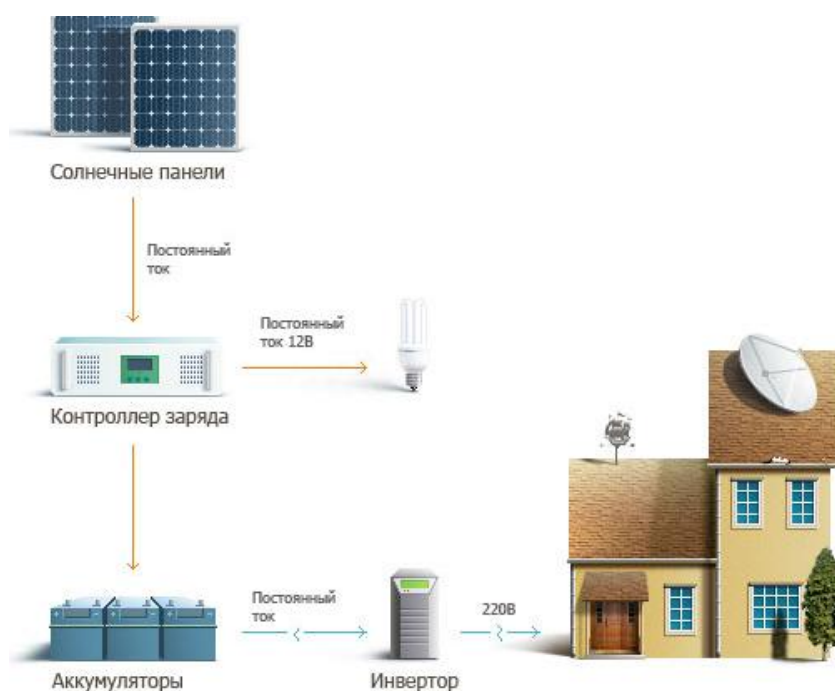 Солнечные панели
Постоянный
ток
Постоянный
ток 12В
Контроллер заряда
Постоянный
ток
220В
Аккумуляторы
Инвертор